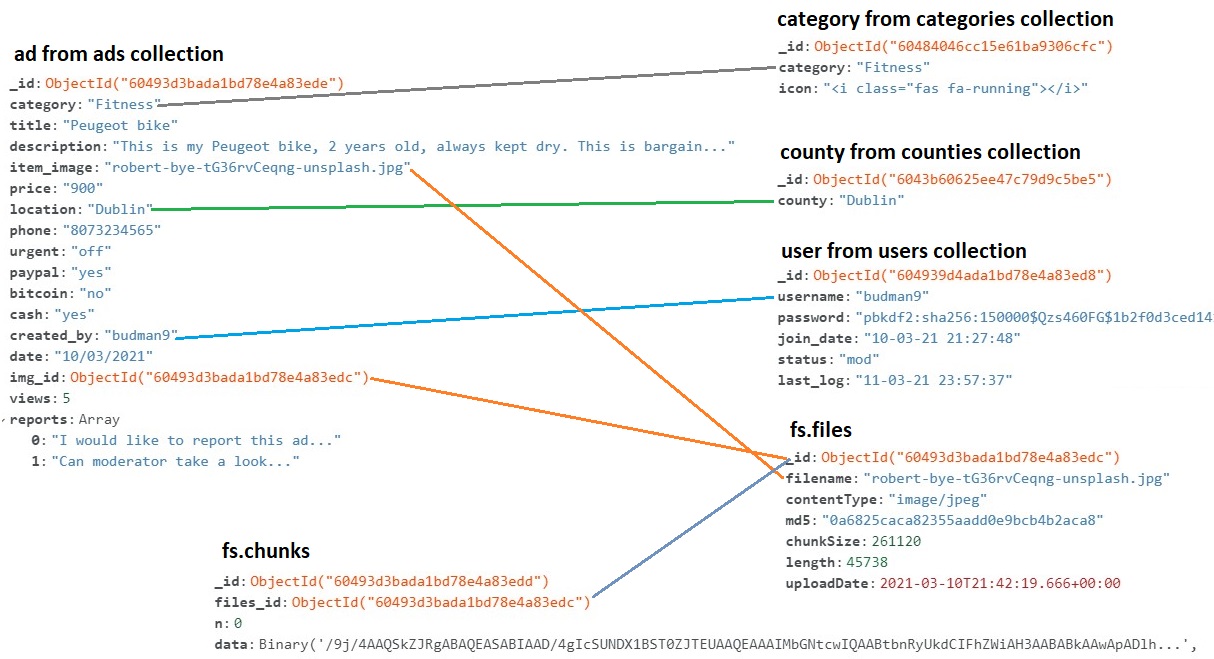 ad from ads collection
_id: ObjectId("60493d3bada1bd78e4a83ede")
category: "Fitness"
title: "Peugeot bike"
description: "This is my Peugeot bike, 2 years old, always kept dry. This is bargain..."
item_image: "robert-bye-tG36rvCeqng-unsplash.jpg"
price: "900"
location: "Dublin"
phone: "8073234565"
urgent: "off"
paypal: "yes"
bitcoin: "no"
cash: "yes"
created_by: "budman9"
date: "10/03/2021"
img_id: ObjectId("60493d3bada1bd78e4a83edc")
views: 5
reports: Array
0: "I would like to report this ad..."
1: "Can moderator take a look..."
category from categories collection
_id: ObjectId("60484046cc15e61ba9306cfc")
category: "Fitness"
icon: "<i class="fas fa-running"></i>"
county from counties collection
_id: ObjectId("6043b60625ee47c79d9c5be5")
county: "Dublin"
user from users collection
_id: ObjectId("604939d4ada1bd78e4a83ed8")
username: "budman9"
password: "pbkdf2:sha256:150000$Qzs460FG$1b2f0d3ced14
join_date: "10-03-21 21:27:48"
status: "mod"
last_log: "11-03-21 23:57:37"
fs.files
_id: ObjectId("60493d3bada1bd78e4a83edc")
filename: "robert-bye-tG36rvCeqng-unsplash.jpg"
contentType: "image/jpeg"
md5: "0a6825caca82355aadd0e9bcb4b2aca8"
chunkSize: 261120
length: 45738
uploadDate: 2021-03-10T21:42:19.666+00:00
fs.chunks
_id: ObjectId("60493d3bada1bd78e4a83edd")
files_id: ObjectId("60493d3bada1bd78e4a83edc")
n: 0
data: Binary('/9j/4AAQSkZJRgABAQEASABIAAD/4gIcSUNDX1BST0ZJTEUAAQEAAAIMbGNtcwIQAABtbnRyUkdCIFhZWiAH3AABABkAAwApADlh...',